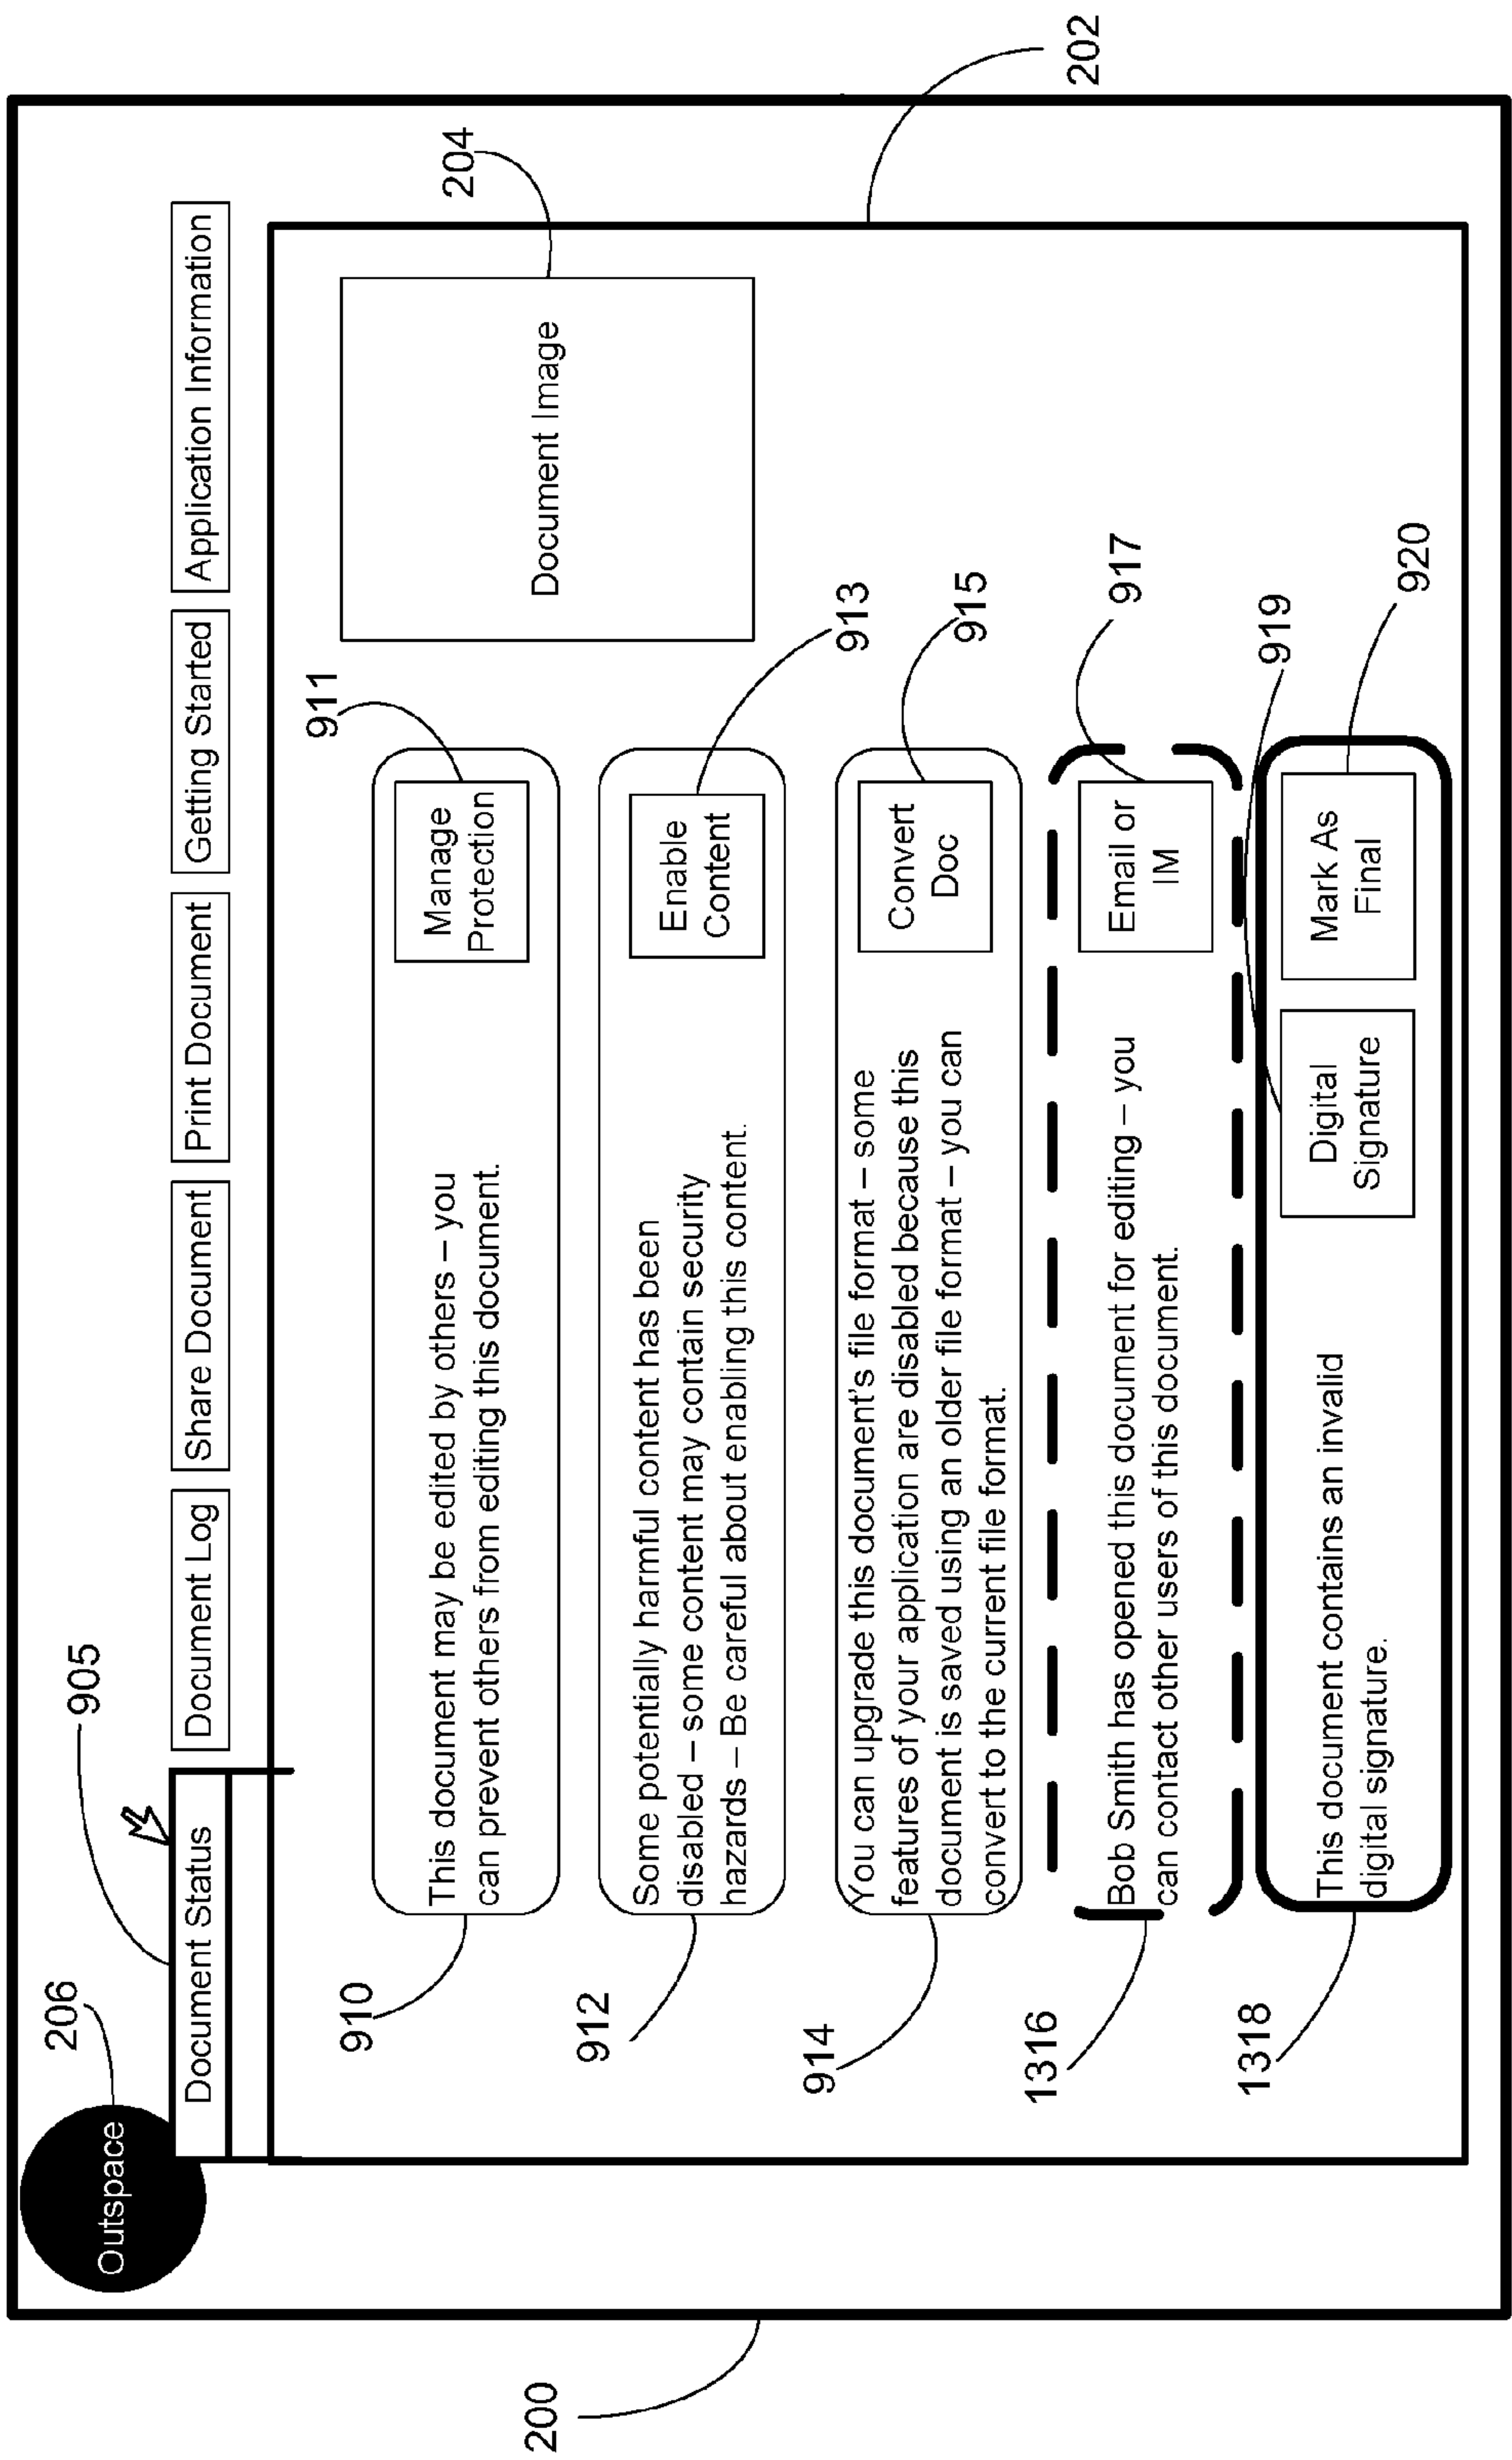 206
905
Outspace
Document Status
Document Log
Share Document
Print Document
Getting Started
Application Information
200
202
204
Document Image
910
This document may be edited by others – you
can prevent others from editing this document.
Manage
Protection
911
912
Some potentially harmful content has been
disabled – some content may contain security
hazards – Be careful about enabling this content.
Enable
Content
913
914
You can upgrade this document's file format – some
features of your application are disabled because this
document is saved using an older file format – you can
convert to the current file format.
Convert
Doc
915
1316
Bob Smith has opened this document for editing – you
can contact other users of this document.
Email or
IM
917
1318
This document contains an invalid
digital signature.
Digital
Signature
919
Mark As
Final
920